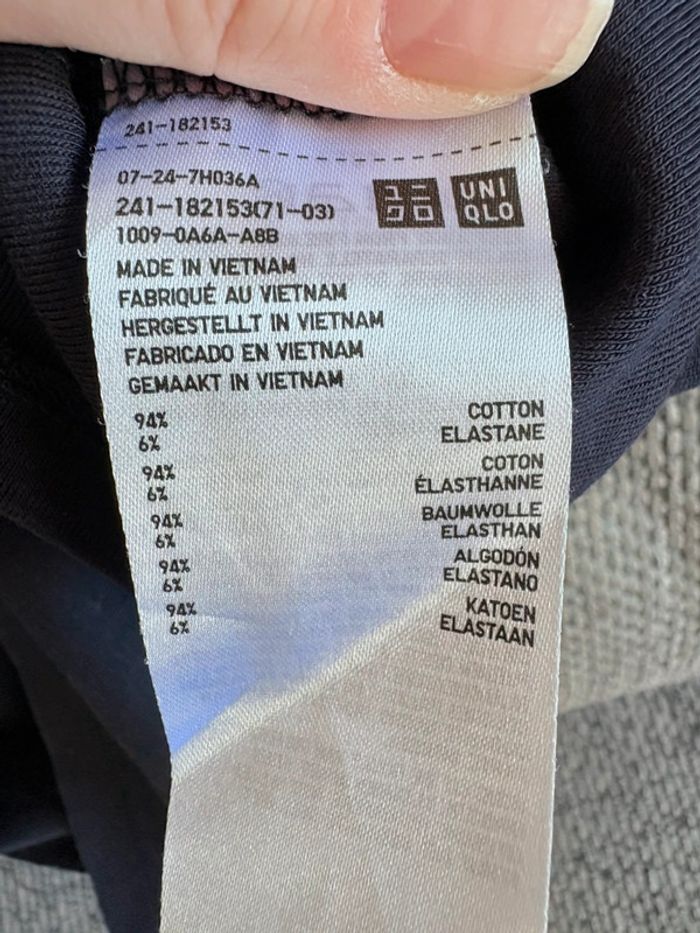 241-182153
07-24-7H036A
241-182153(71-03)
1009-0A6A-A8B
ユニ
クロ
UNI
QLO
MADE IN VIETNAM
FABRIQUÉ AU VIETNAM
HERGESTELLT IN VIETNAM
FABRICADO EN VIETNAM
GEMAAKT IN VIETNAM
94% COTTON
6% ELASTANE
94% COTON
6% ÉLASTHANNE
94% BAUMWOLLE
6% ELASTHAN
94% ALGODÓN
6% ELASTANO
94% KATOEN
6% ELASTAAN